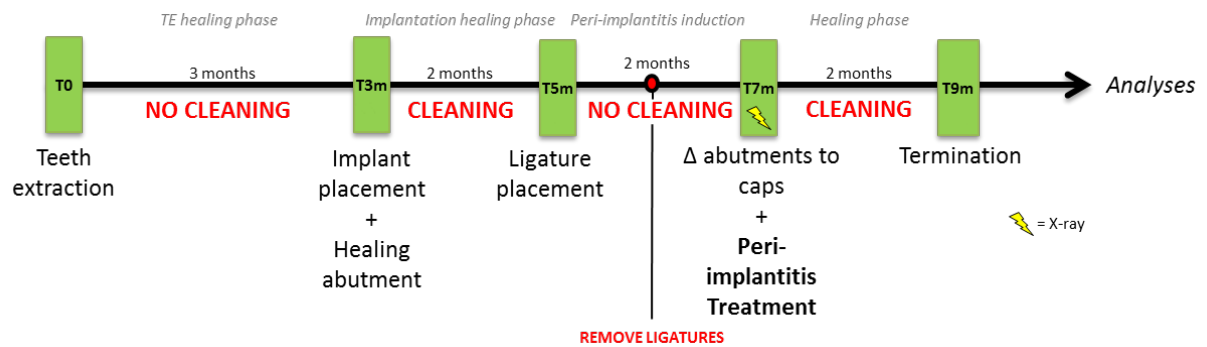 TE healing phase
Implantation healing phase
Peri-implantitis induction
Healing phase
T0
3 months
T3m
2 months
T5m
2 months
T7m
2 months
T9m
Analyses
NO CLEANING
CLEANING
NO CLEANING
CLEANING
Teeth
extraction
Implant
placement
+
Healing
abutment
Ligature
placement
Δ abutments to
caps
+
Peri-
implantitis
Treatment
Termination
= X-ray
REMOVE LIGATURES